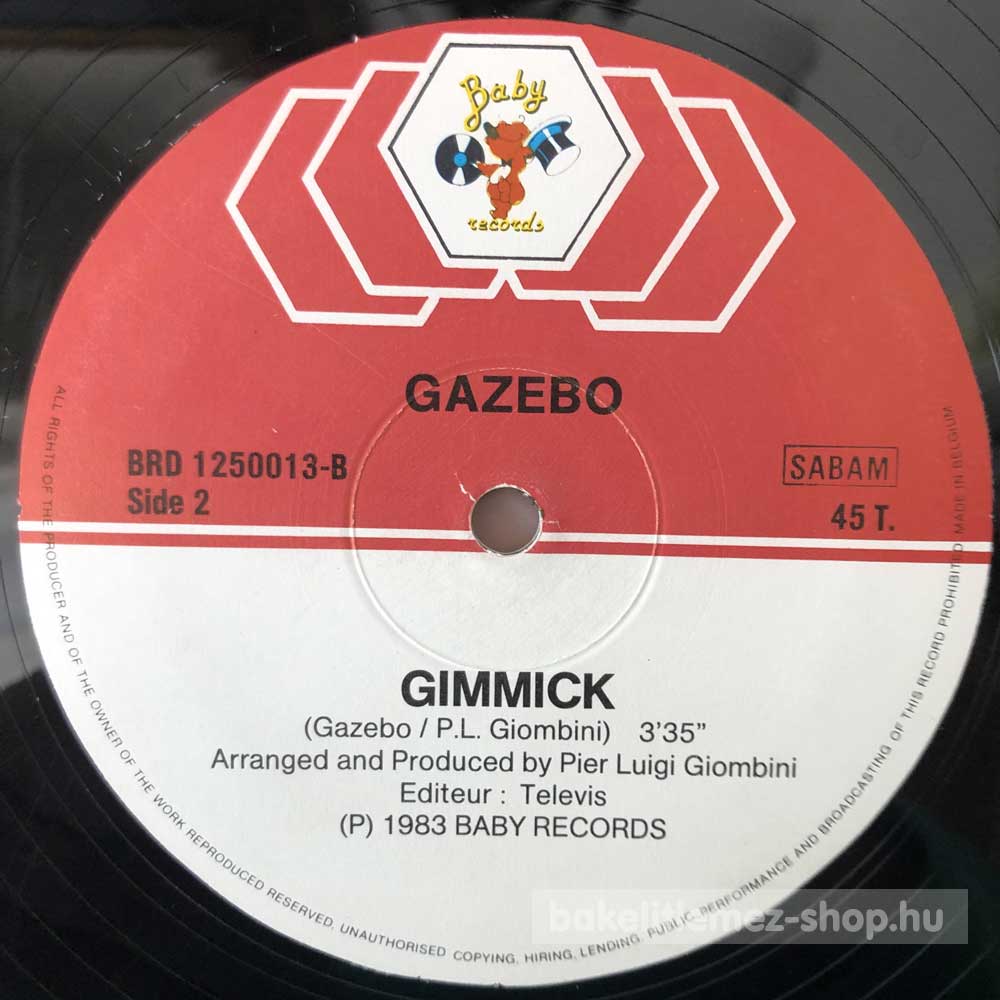 Baby
records
GAZEBO
BRD 1250013-B
Side 2
SABAM
45 T.
GIMMICK
(Gazebo / P.L. Giombini) 3'35"
Arranged and Produced by Pier Luigi Giombini
Editeur : Televis
(P) 1983 BABY RECORDS
ALL RIGHTS OF THE PRODUCER AND OF THE OWNER OF THE WORK REPRODUCED RESERVED. UNAUTHORISED COPYING, HIRING, LENDING, PUBLIC PERFORMANCE AND BROADCASTING OF THIS RECORD PROHIBITED MADE IN BELGIUM
bakelitlemez-shop.hu